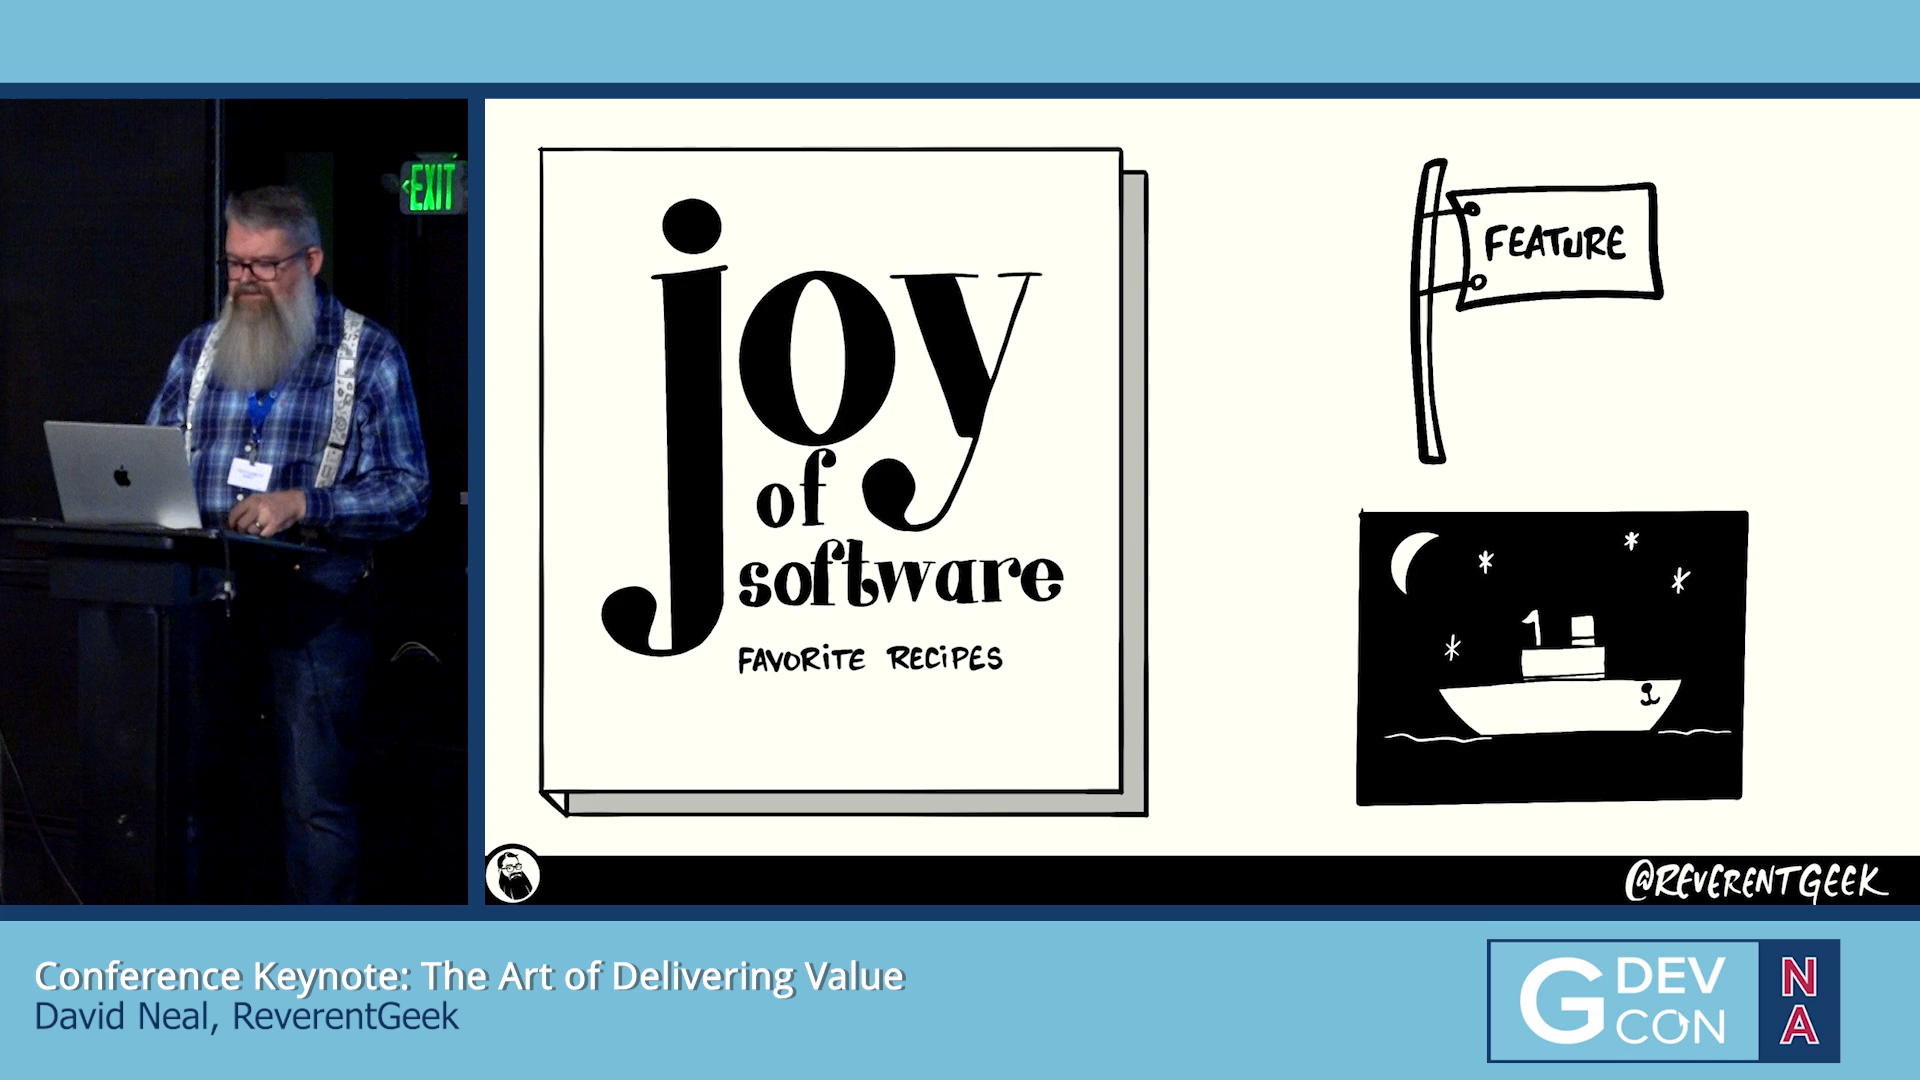 EXIT
joy
of
software
FAVORITE RECIPES
FEATURE
@REVERENTGEEK
Conference Keynote: The Art of Delivering Value
David Neal, ReverentGeek
G DEV CON
NA